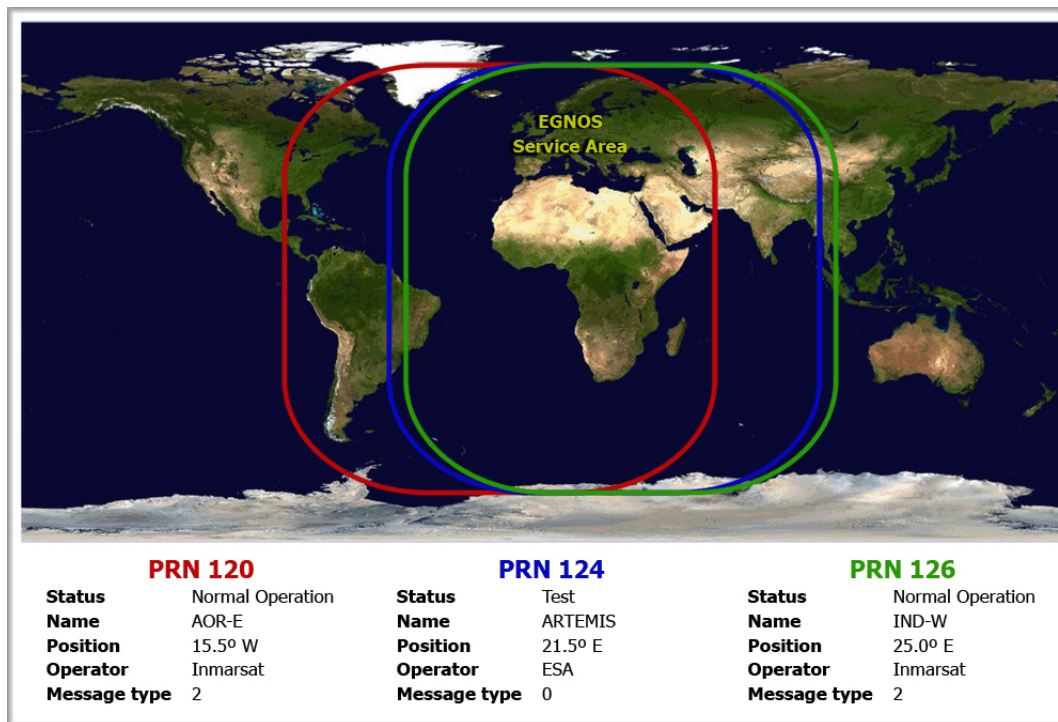 EGNOS
Service Area
PRN 120
Status Normal Operation
Name AOR-E
Position 15.5º W
Operator Inmarsat
Message type 2
PRN 124
Status Test
Name ARTEMIS
Position 21.5º E
Operator ESA
Message type 0
PRN 126
Status Normal Operation
Name IND-W
Position 25.0º E
Operator Inmarsat
Message type 2